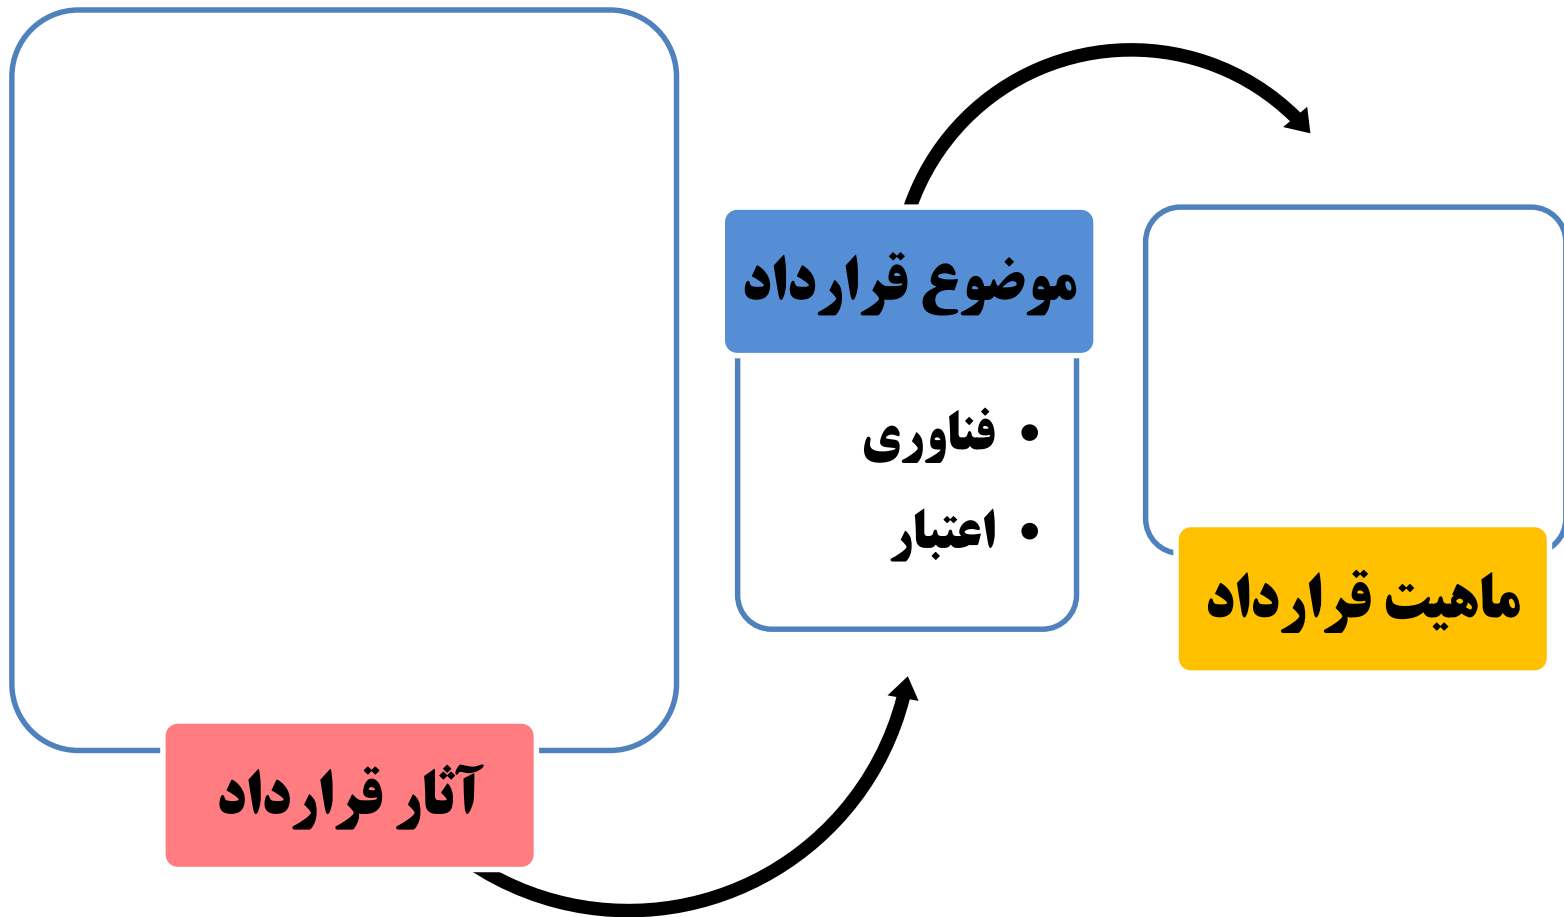 موضوع قرارداد
• فناوری
• اعتبار
ماهیت قرارداد
آثار قرارداد